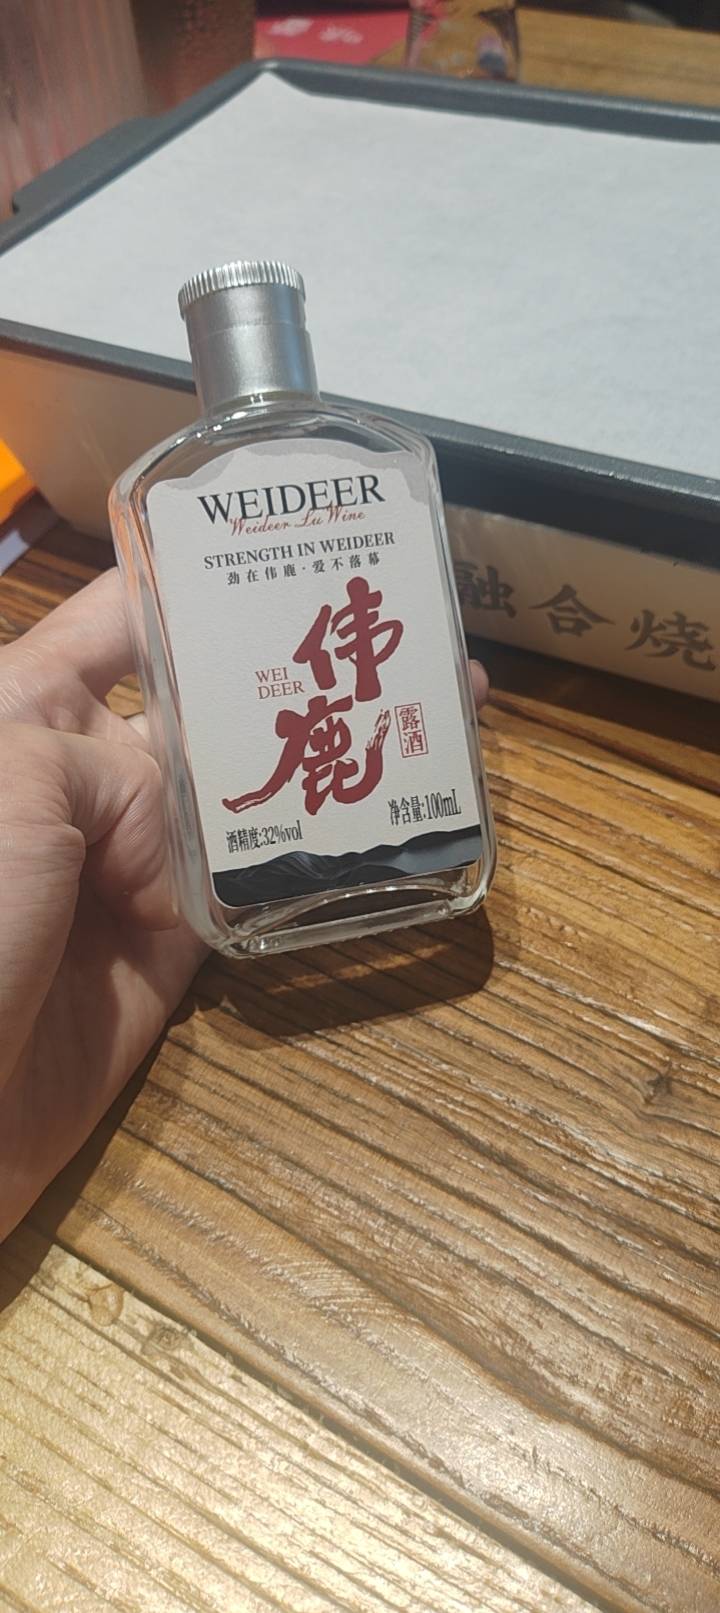 WEIDEER
Weideer Lu Wine
STRENGTH IN WEIDEER
劲在伟鹿·爱不落幕
伟
鹿
WEI
DEER
露酒
酒精度:32%vol
净含量:100mL
融合烧